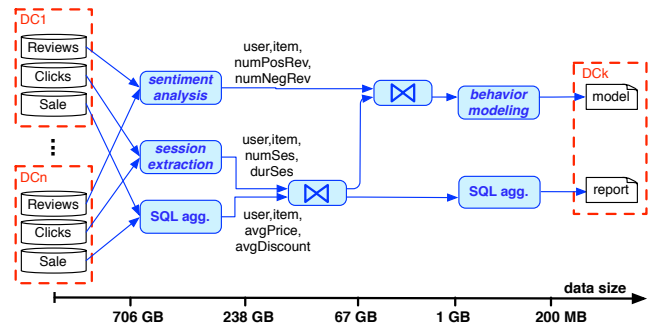 DC1
Reviews
Clicks
Sale
DCn
Reviews
Clicks
Sale
sentiment
analysis
session
extraction
SQL agg.
user,item,
numPosRev,
numNegRev
user,item,
numSes,
durSes
user,item,
avgPrice,
avgDiscount
behavior
modeling
SQL agg.
DCk
model
report
data size
706 GB
238 GB
67 GB
1 GB
200 MB